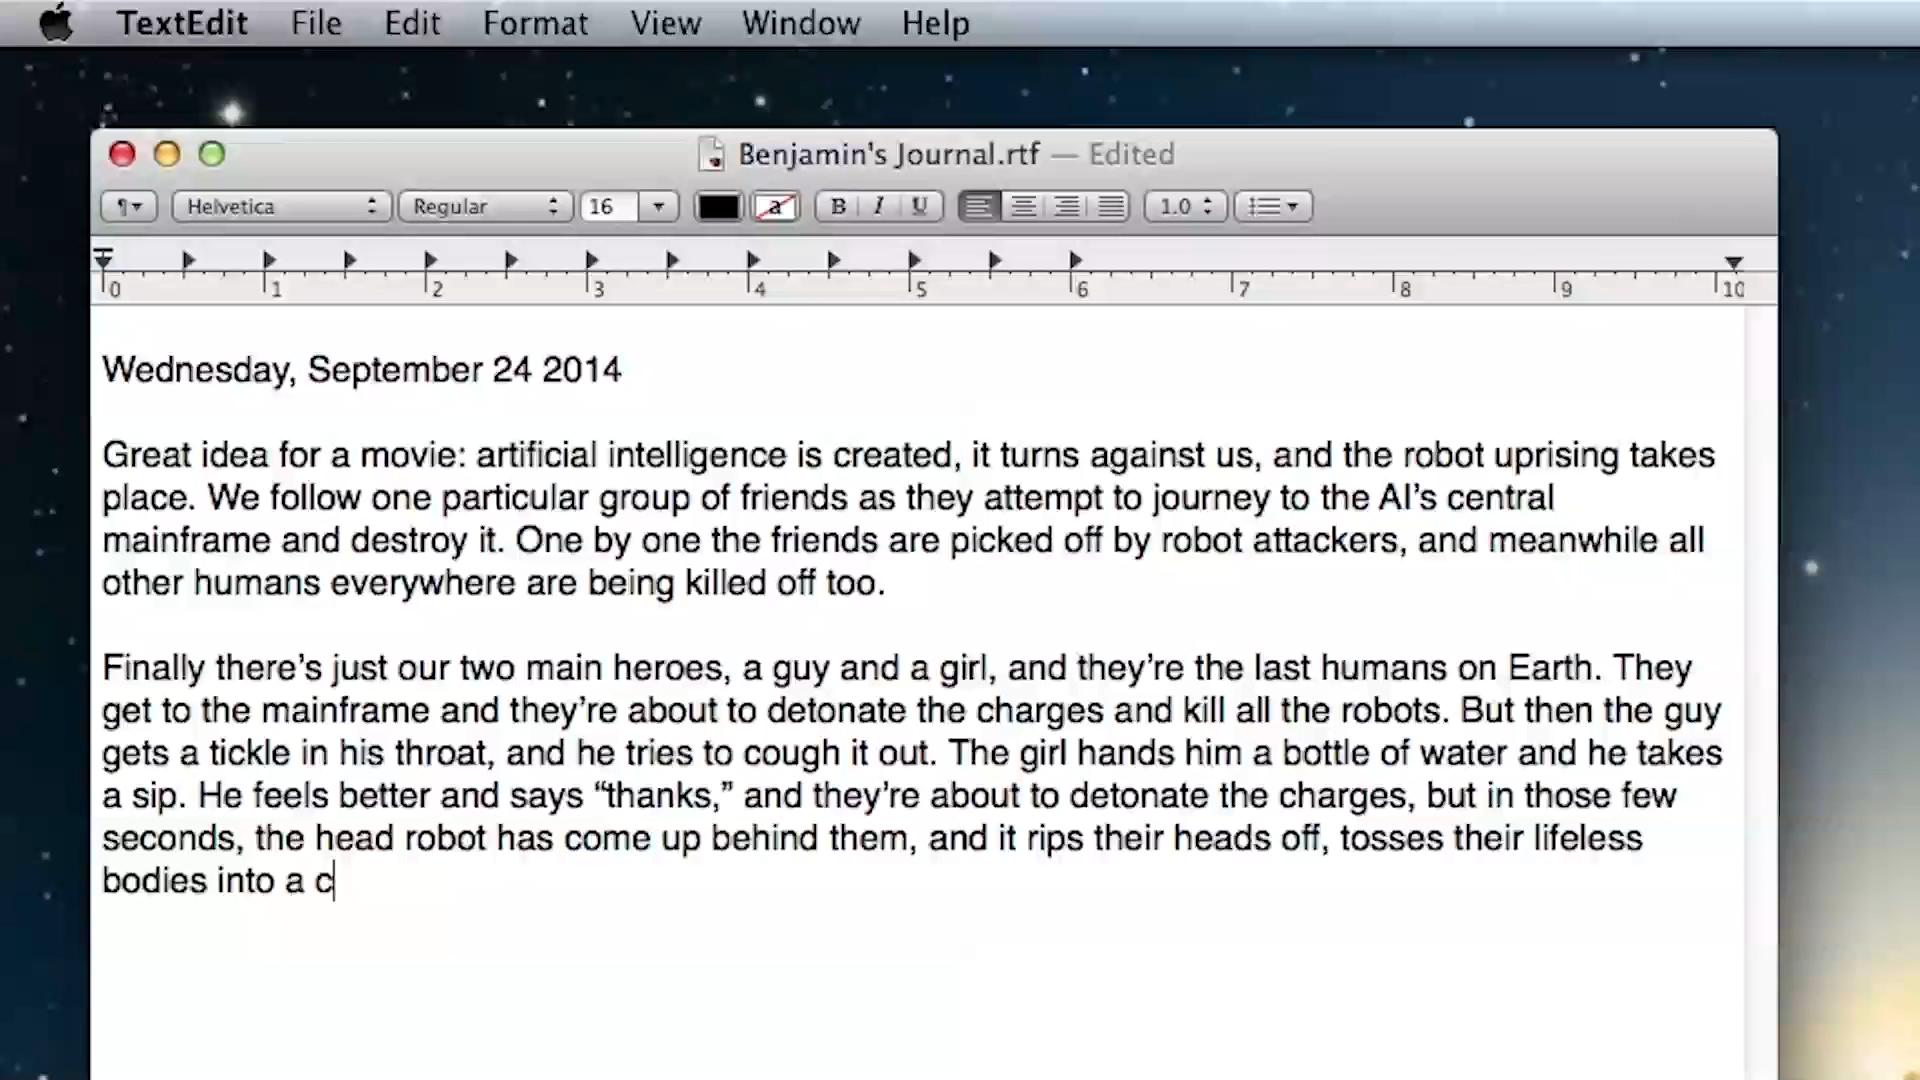 TextEdit File Edit Format View Window Help
Benjamin's Journal.rtf — Edited
¶ Helvetica Regular 16 a B I U 1.0
0 1 2 3 4 5 6 7 8 9 10
Wednesday, September 24 2014
Great idea for a movie: artificial intelligence is created, it turns against us, and the robot uprising takes
place. We follow one particular group of friends as they attempt to journey to the AI’s central
mainframe and destroy it. One by one the friends are picked off by robot attackers, and meanwhile all
other humans everywhere are being killed off too.
Finally there’s just our two main heroes, a guy and a girl, and they’re the last humans on Earth. They
get to the mainframe and they’re about to detonate the charges and kill all the robots. But then the guy
gets a tickle in his throat, and he tries to cough it out. The girl hands him a bottle of water and he takes
a sip. He feels better and says “thanks,” and they’re about to detonate the charges, but in those few
seconds, the head robot has come up behind them, and it rips their heads off, tosses their lifeless
bodies into a c